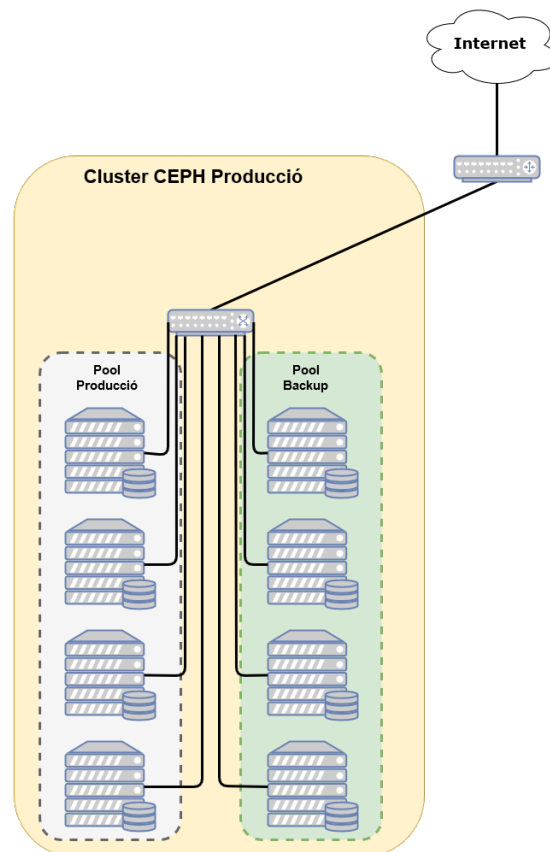 Internet
Cluster CEPH Producció
Pool
Producció
Pool
Backup